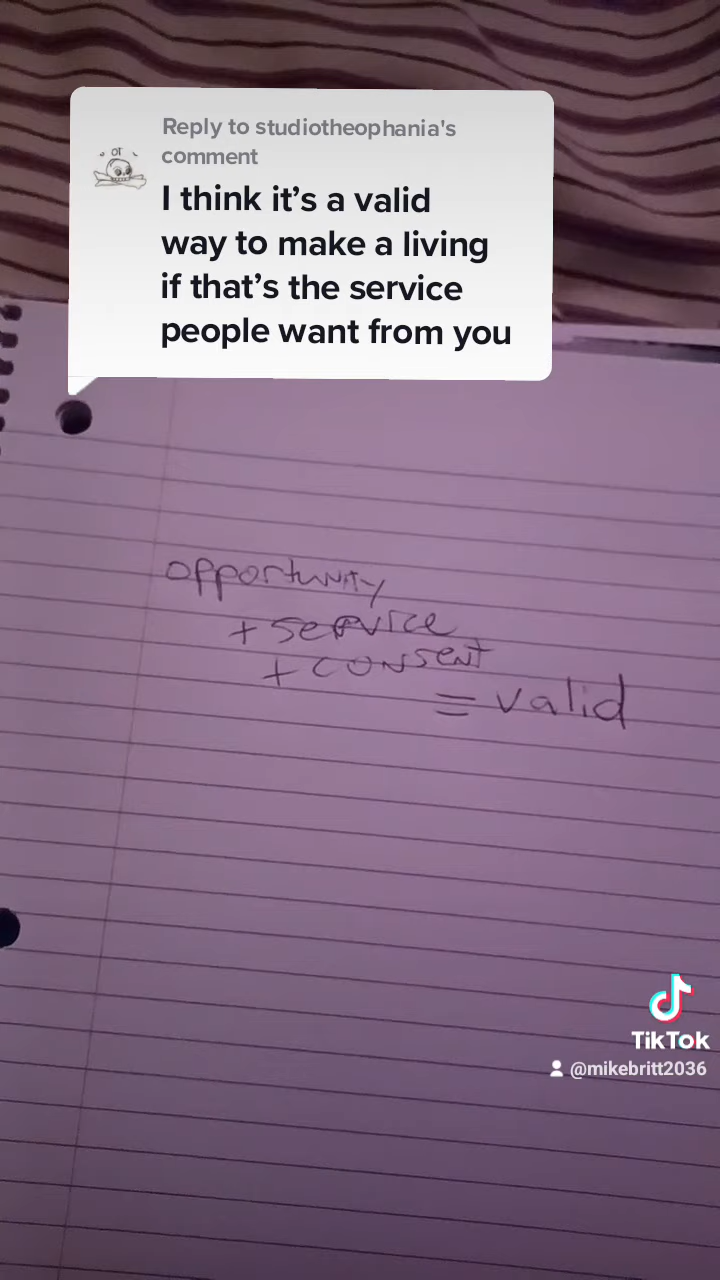 Reply to studiotheophania's
comment
I think it's a valid
way to make a living
if that's the service
people want from you
opportunity
+ service
+ consent
= valid
TikTok
@mikebritt2036